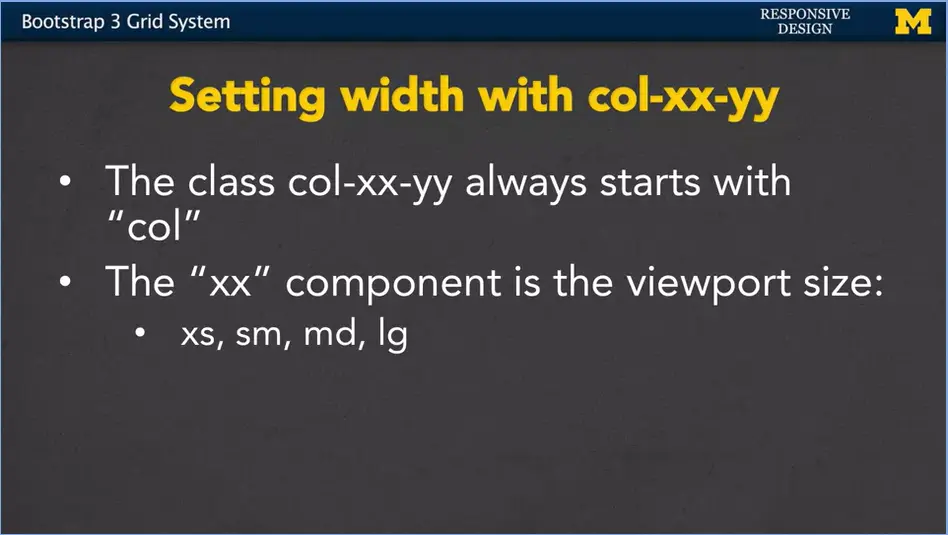 Bootstrap 3 Grid System
RESPONSIVE
DESIGN
M
Setting width with col-xx-yy
• The class col-xx-yy always starts with
“col”
• The “xx” component is the viewport size:
• xs, sm, md, lg